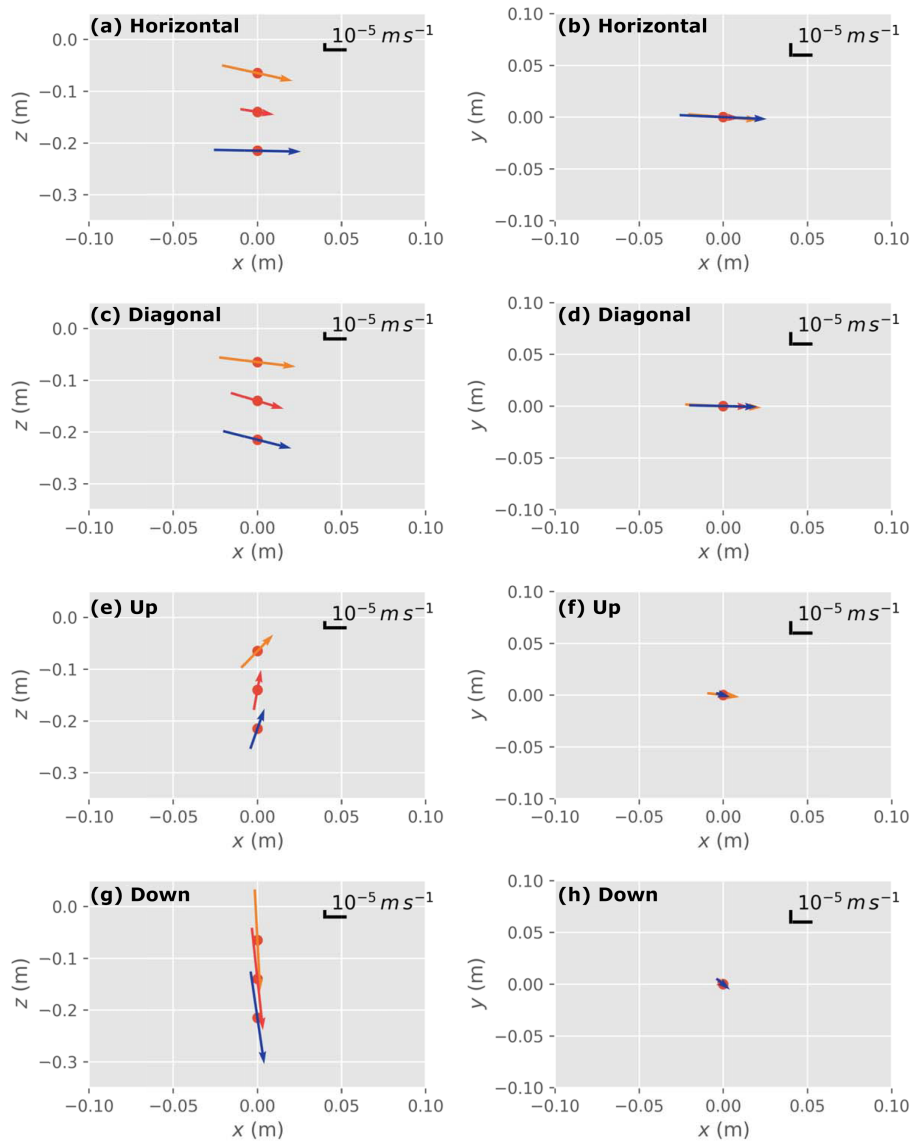 (a) Horizontal
10⁻⁵ m s⁻¹
0.0
−0.1
−0.2
−0.3
z (m)
−0.10 −0.05 0.00 0.05 0.10
x (m)
(b) Horizontal
10⁻⁵ m s⁻¹
0.10
0.05
0.00
−0.05
−0.10
y (m)
−0.10 −0.05 0.00 0.05 0.10
x (m)
(c) Diagonal
10⁻⁵ m s⁻¹
0.0
−0.1
−0.2
−0.3
z (m)
−0.10 −0.05 0.00 0.05 0.10
x (m)
(d) Diagonal
10⁻⁵ m s⁻¹
0.10
0.05
0.00
−0.05
−0.10
y (m)
−0.10 −0.05 0.00 0.05 0.10
x (m)
(e) Up
10⁻⁵ m s⁻¹
0.0
−0.1
−0.2
−0.3
z (m)
−0.10 −0.05 0.00 0.05 0.10
x (m)
(f) Up
10⁻⁵ m s⁻¹
0.10
0.05
0.00
−0.05
−0.10
y (m)
−0.10 −0.05 0.00 0.05 0.10
x (m)
(g) Down
10⁻⁵ m s⁻¹
0.0
−0.1
−0.2
−0.3
z (m)
−0.10 −0.05 0.00 0.05 0.10
x (m)
(h) Down
10⁻⁵ m s⁻¹
0.10
0.05
0.00
−0.05
−0.10
y (m)
−0.10 −0.05 0.00 0.05 0.10
x (m)